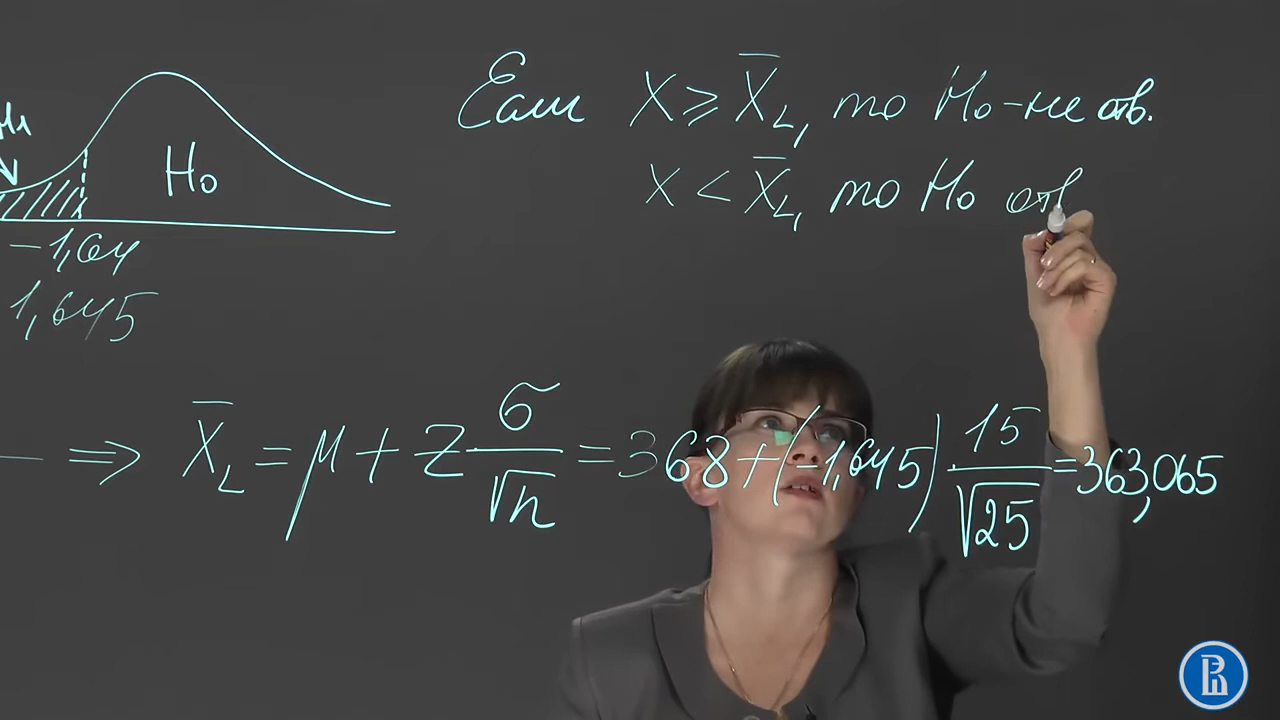 Если X ⩾ X̄L, то H₀ - не отв.
X < X̄L, то H₀ отв
H₁
H₀
-1,64
1,645
⇒ X̄L = μ + Z σ/√n = 368 + (-1,645) 15/√25 = 363,065